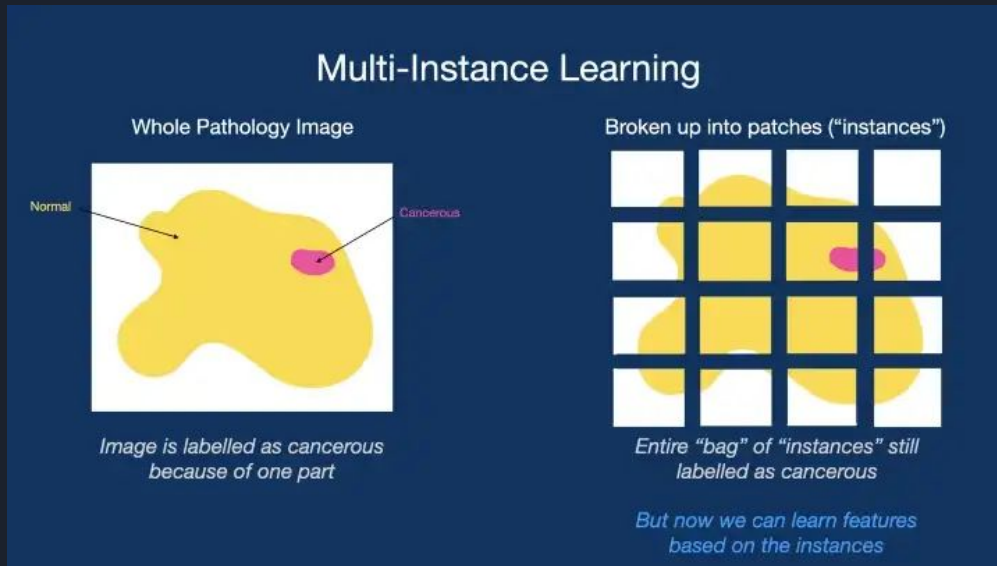 Multi-Instance Learning
Whole Pathology Image
Normal
Cancerous
Image is labelled as cancerous
because of one part
Broken up into patches (“instances”)
Entire “bag” of “instances” still
labelled as cancerous
But now we can learn features
based on the instances